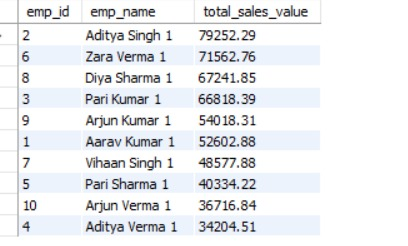 emp_id emp_name total_sales_value
2 Aditya Singh 1 79252.29
6 Zara Verma 1 71562.76
8 Diya Sharma 1 67241.85
3 Pari Kumar 1 66818.39
9 Arjun Kumar 1 54018.31
1 Aarav Kumar 1 52602.88
7 Vihaan Singh 1 48577.88
5 Pari Sharma 1 40334.22
10 Arjun Verma 1 36716.84
4 Aditya Verma 1 34204.51